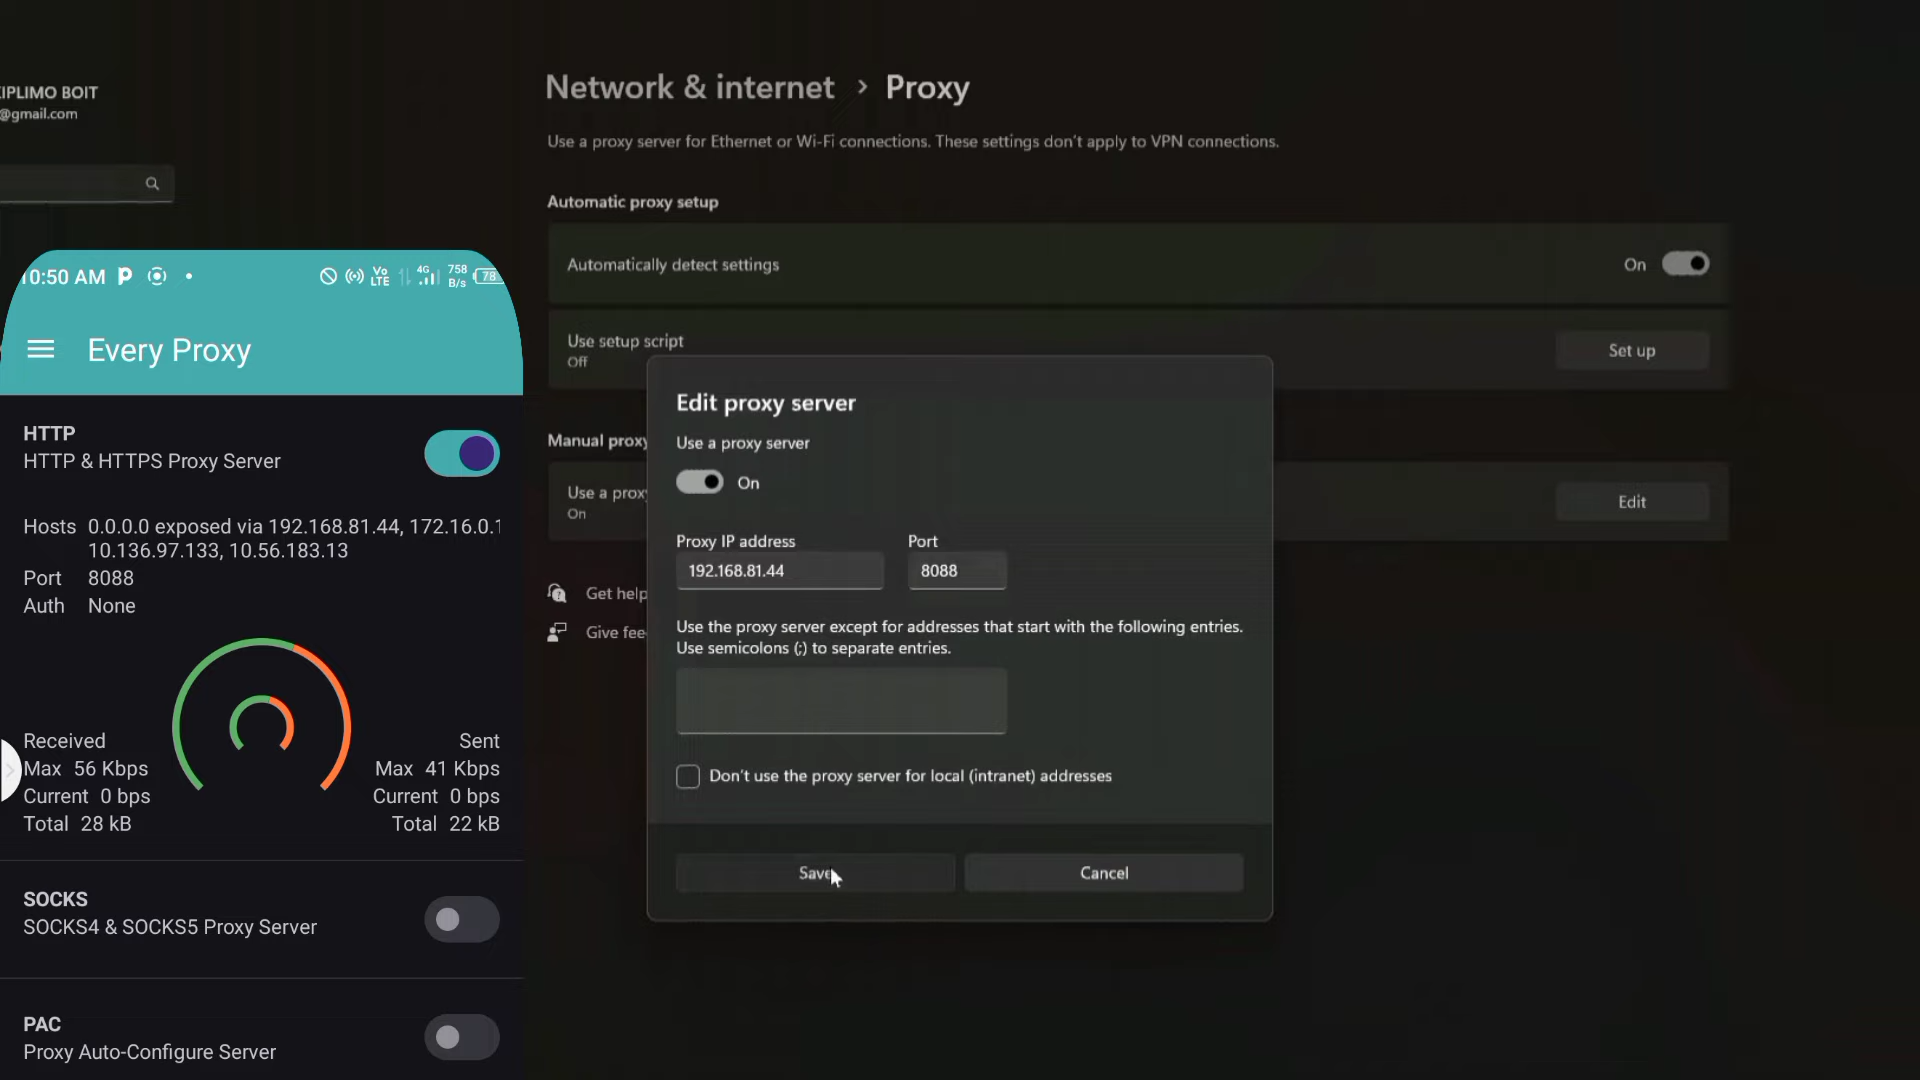 IPLIMO BOIT
@gmail.com
0:50 AM
Vo LTE
4G
758 B/s
78
Every Proxy
HTTP
HTTP & HTTPS Proxy Server
Hosts 0.0.0.0 exposed via 192.168.81.44, 172.16.0.1
10.136.97.133, 10.56.183.13
Port 8088
Auth None
Received
Max 56 Kbps
Current 0 bps
Total 28 kB
Sent
Max 41 Kbps
Current 0 bps
Total 22 kB
SOCKS
SOCKS4 & SOCKS5 Proxy Server
PAC
Proxy Auto-Configure Server
Network & internet > Proxy
Use a proxy server for Ethernet or Wi-Fi connections. These settings don't apply to VPN connections.
Automatic proxy setup
Automatically detect settings
On
Use setup script
Off
Set up
Manual proxy
Use a proxy
On
Edit
Get help
Give fee
Edit proxy server
Use a proxy server
On
Proxy IP address
Port
192.168.81.44
8088
Use the proxy server except for addresses that start with the following entries.
Use semicolons (;) to separate entries.
Don't use the proxy server for local (intranet) addresses
Save
Cancel